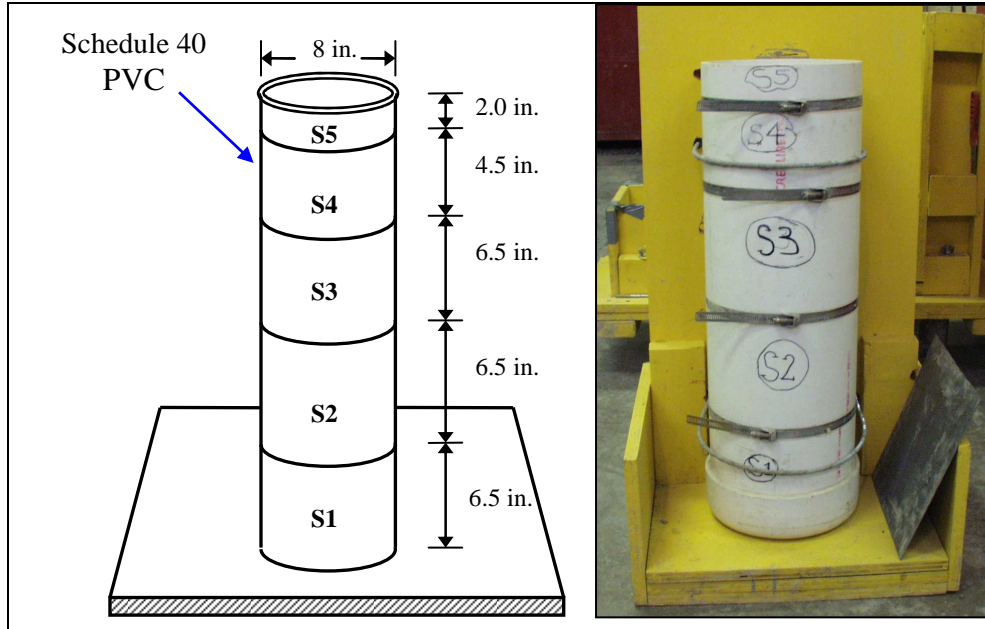 Schedule 40
PVC
8 in.
2.0 in.
S5
4.5 in.
S4
6.5 in.
S3
6.5 in.
S2
6.5 in.
S1
S5
S4
S3
S2
S1